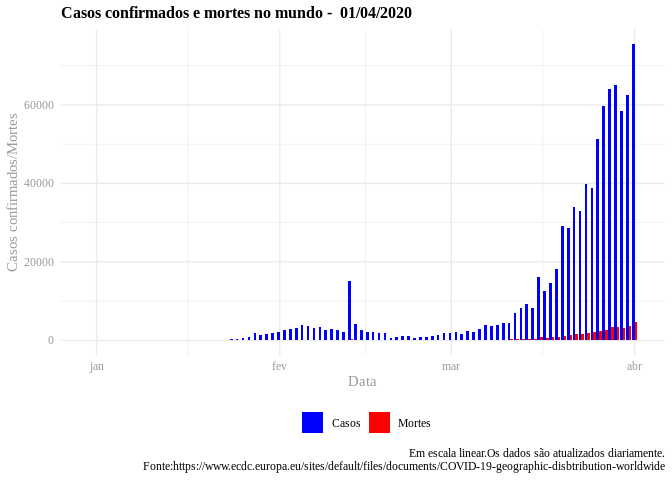 Casos confirmados e mortes no mundo -  01/04/2020
Casos confirmados/Mortes
60000
40000
20000
0
jan
fev
mar
abr
Data
Casos
Mortes
Em escala linear.Os dados são atualizados diariamente.
Fonte:https://www.ecdc.europa.eu/sites/default/files/documents/COVID-19-geographic-disbtribution-worldwide